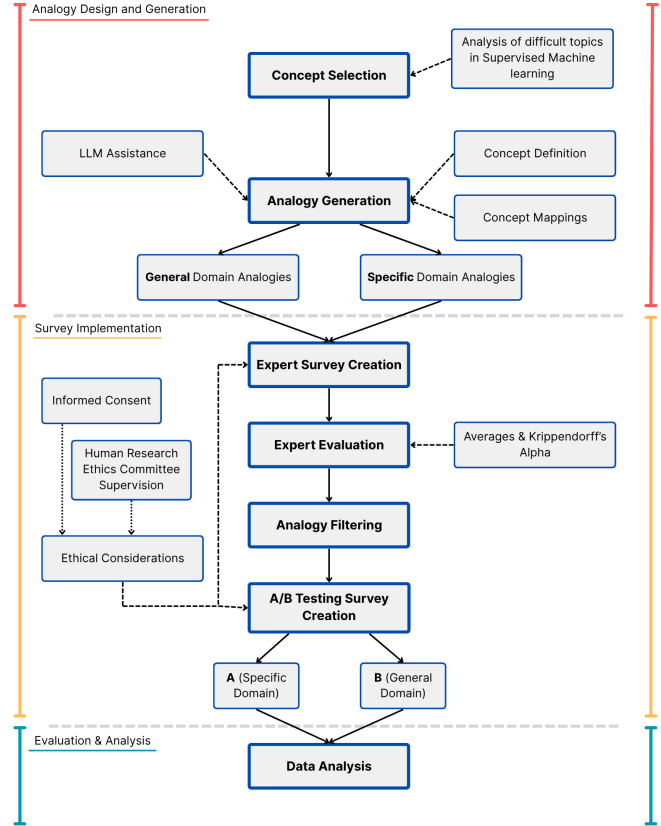 Analogy Design and Generation
Analysis of difficult topics
in Supervised Machine
learning
Concept Selection
LLM Assistance
Concept Definition
Analogy Generation
Concept Mappings
General Domain Analogies
Specific Domain Analogies
Survey Implementation
Expert Survey Creation
Informed Consent
Human Research
Ethics Committee
Supervision
Expert Evaluation
Averages & Krippendorff's
Alpha
Analogy Filtering
Ethical Considerations
A/B Testing Survey
Creation
A (Specific
Domain)
B (General
Domain)
Evaluation & Analysis
Data Analysis